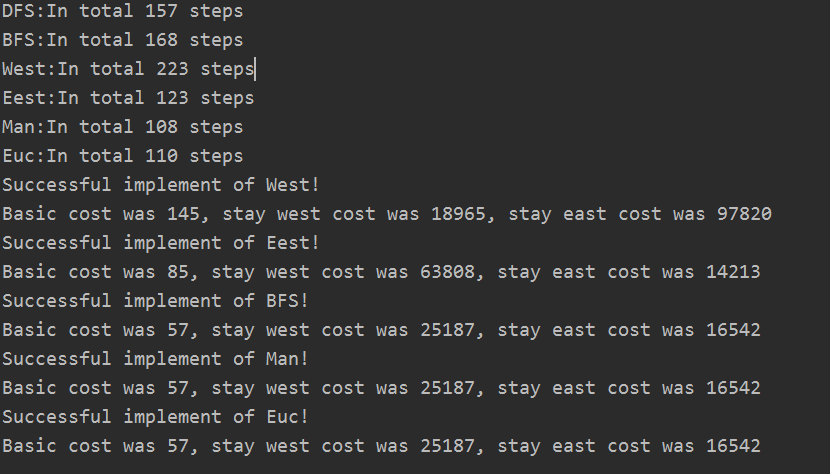 DFS:In total 157 steps
BFS:In total 168 steps
West:In total 223 steps
Eest:In total 123 steps
Man:In total 108 steps
Euc:In total 110 steps
Successful implement of West!
Basic cost was 145, stay west cost was 18965, stay east cost was 97820
Successful implement of Eest!
Basic cost was 85, stay west cost was 63808, stay east cost was 14213
Successful implement of BFS!
Basic cost was 57, stay west cost was 25187, stay east cost was 16542
Successful implement of Man!
Basic cost was 57, stay west cost was 25187, stay east cost was 16542
Successful implement of Euc!
Basic cost was 57, stay west cost was 25187, stay east cost was 16542